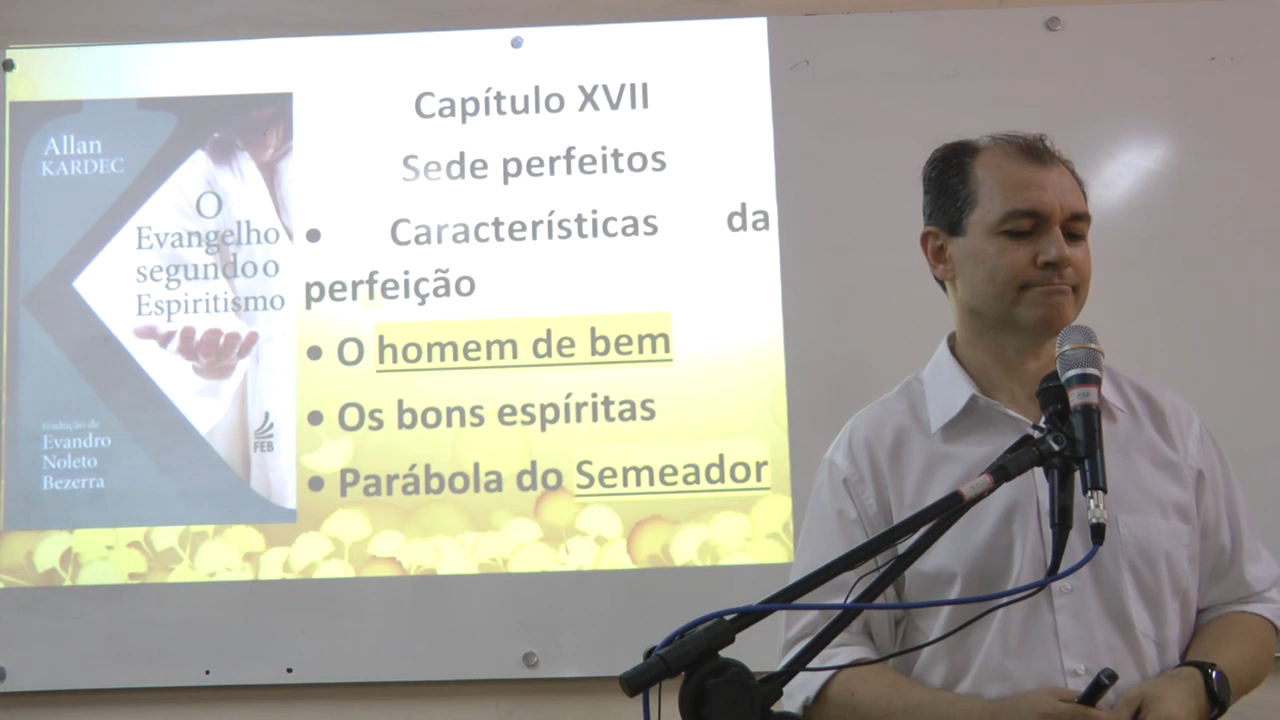 Allan
KARDEC
O
Evangelho
segundo o
Espiritismo
tradução de
Evandro
Noleto
Bezerra
FEB
Capítulo XVII
Sede perfeitos
• Características da
perfeição
• O homem de bem
• Os bons espíritas
• Parábola do Semeador